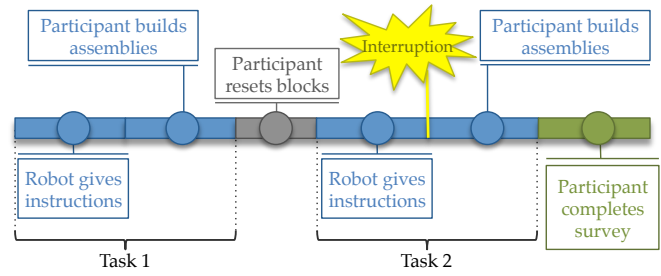 Participant builds
assemblies
Participant
resets blocks
Interruption
Participant builds
assemblies
Robot gives
instructions
Robot gives
instructions
Participant
completes
survey
Task 1
Task 2